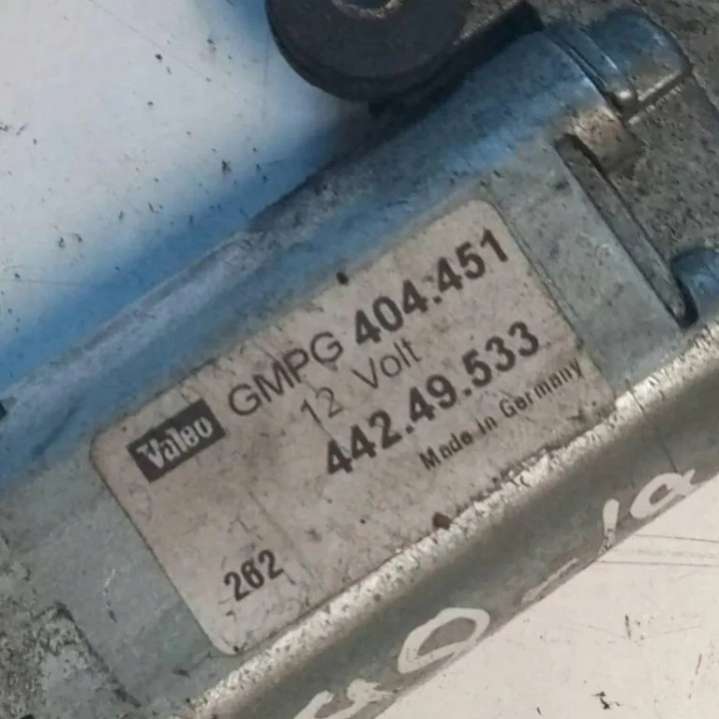 Valeo GMPG 404.451
12 Volt
442.49.533
Made in Germany
262